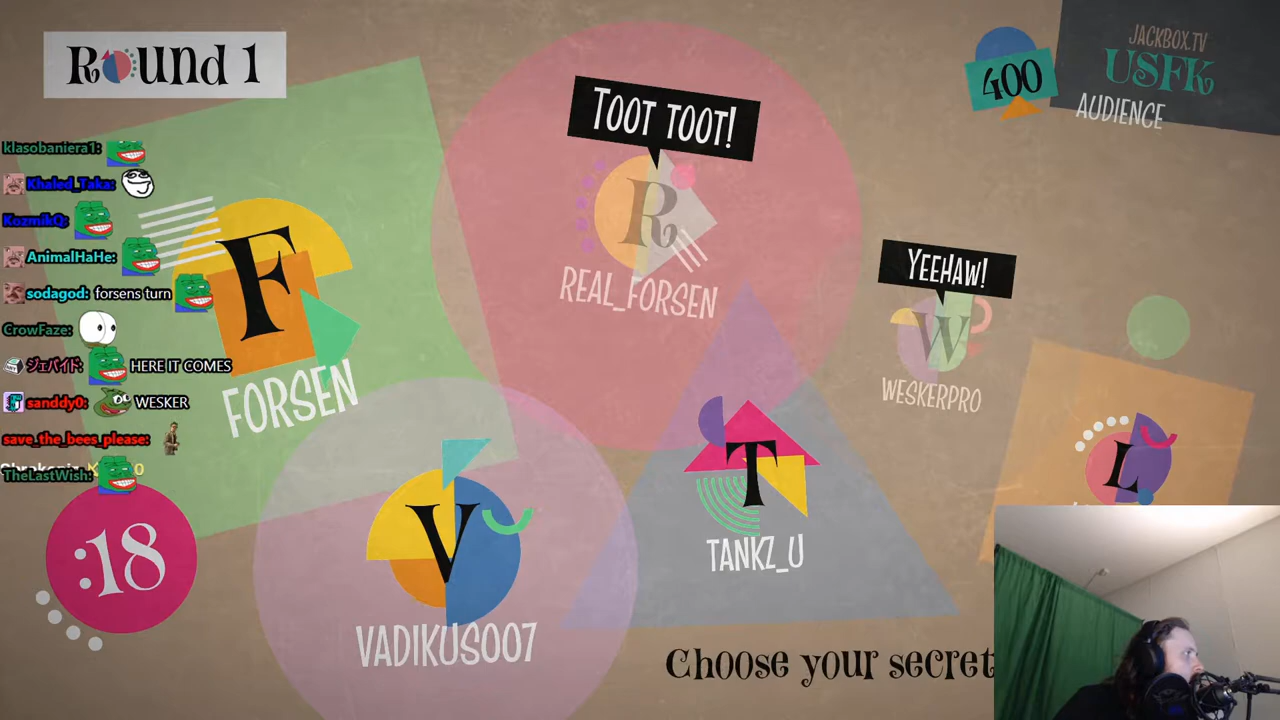 Round 1
JACKBOX.TV
USFK
AUDIENCE
400
TOOT TOOT!
R
REAL_FORSEN
YEEHAW!
W
WESKERPRO
F
FORSEN
klasobaniera1:
Khaled_Taka:
KozmikQ:
AnimalHaHe:
sodagod: forsens turn
CrowFaze:
ジェバイド: HERE IT COMES
sanddy0: WESKER
save_the_bees_please:
TheLastWish:
:18
V
VADIKUS007
T
TANKZ_U
L
Choose your secret